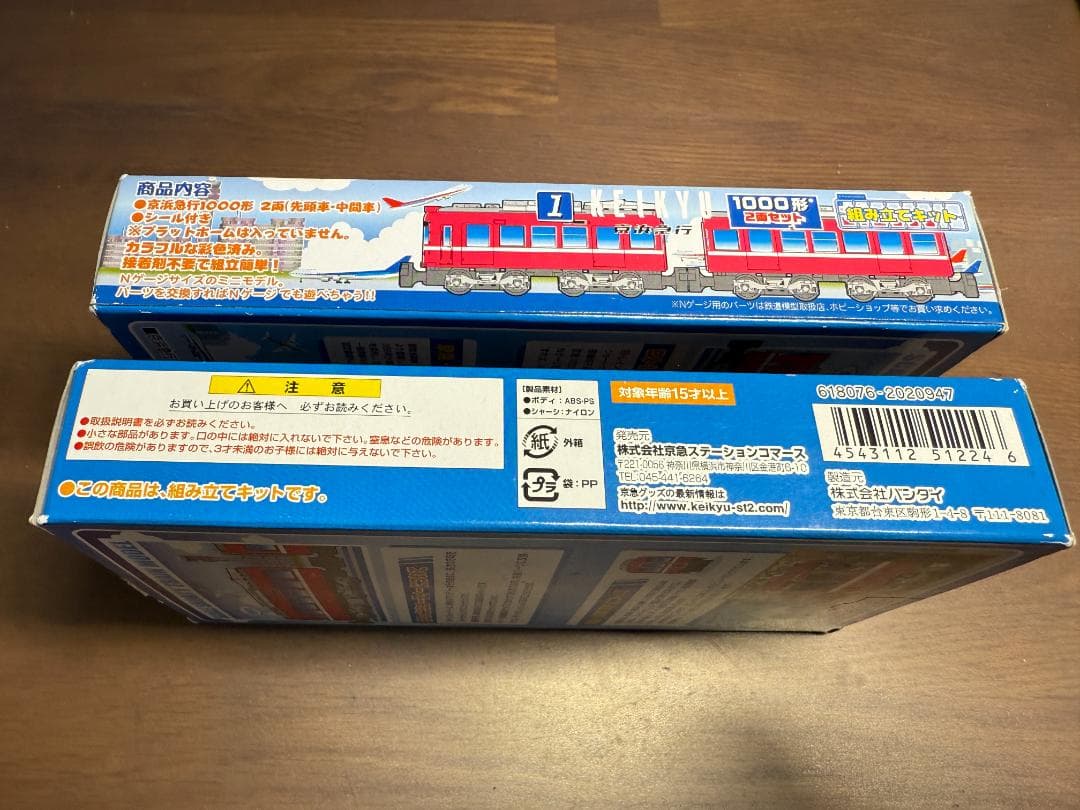 商品内容
●京浜急行1000形 2両(先頭車・中間車)
●シール付き
※プラットホームは入っていません。
カラフルな彩色済み。
接着剤不要で組立簡単!
Nゲージサイズのミニモデル。
パーツを交換すればNゲージでも遊べちゃう!!
1 KEIKYU
京浜急行
1000形
2両セット
組み立てキット
※Nゲージ用のパーツは鉄道模型取扱店、ホビーショップ等でお買い求めください。
注意
お買い上げのお客様へ 必ずお読みください。
●取扱説明書を必ずお読みください。
●小さな部品があります。口の中には絶対に入れないで下さい。窒息などの危険があります。
●誤飲の危険がありますので、3才未満のお子様には絶対に与えないで下さい。
●この商品は、組み立てキットです。
【製品素材】
●ボディ:ABS・PS
●シャーシ:ナイロン
紙 外箱
プラ 袋:PP
対象年齢15才以上
発売元
株式会社京急ステーションコマース
〒221-0056 神奈川県横浜市神奈川区金港町6-10
TEL.045-441-6264
京急グッズの最新情報は
http://www.keikyu-st2.com/
618076-2020947
4543112 51224 6
製造元
株式会社バンダイ
東京都台東区駒形1-4-8 〒111-8081